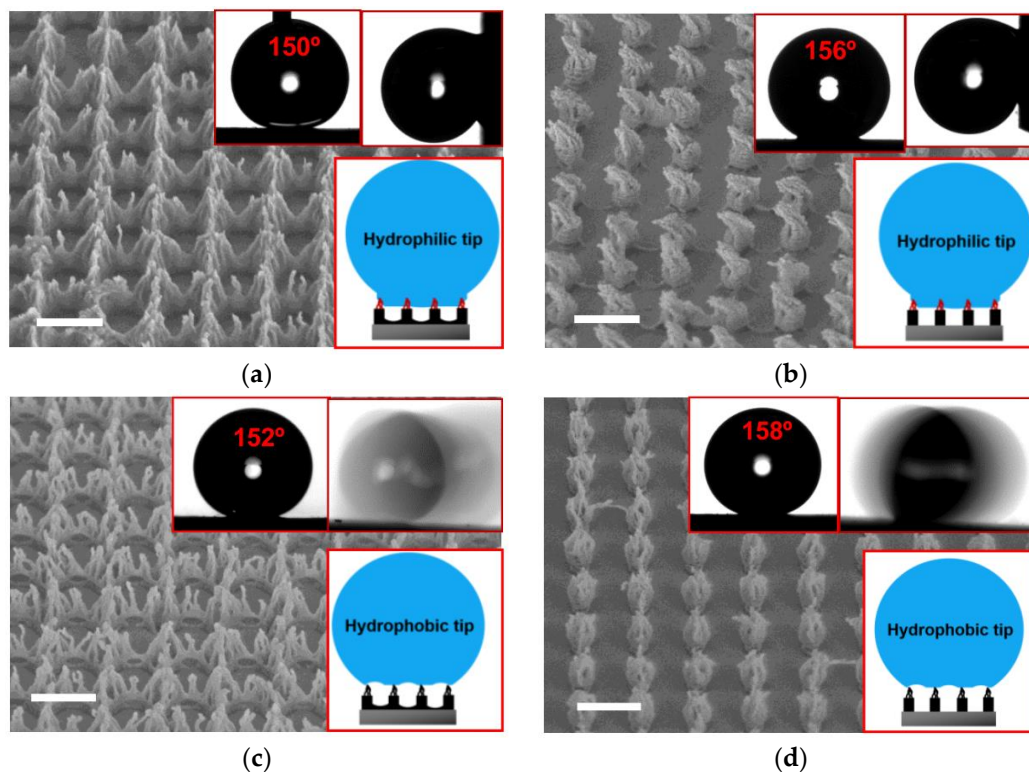 150º
Hydrophilic tip
(a)
156º
Hydrophilic tip
(b)
152º
Hydrophobic tip
(c)
158º
Hydrophobic tip
(d)